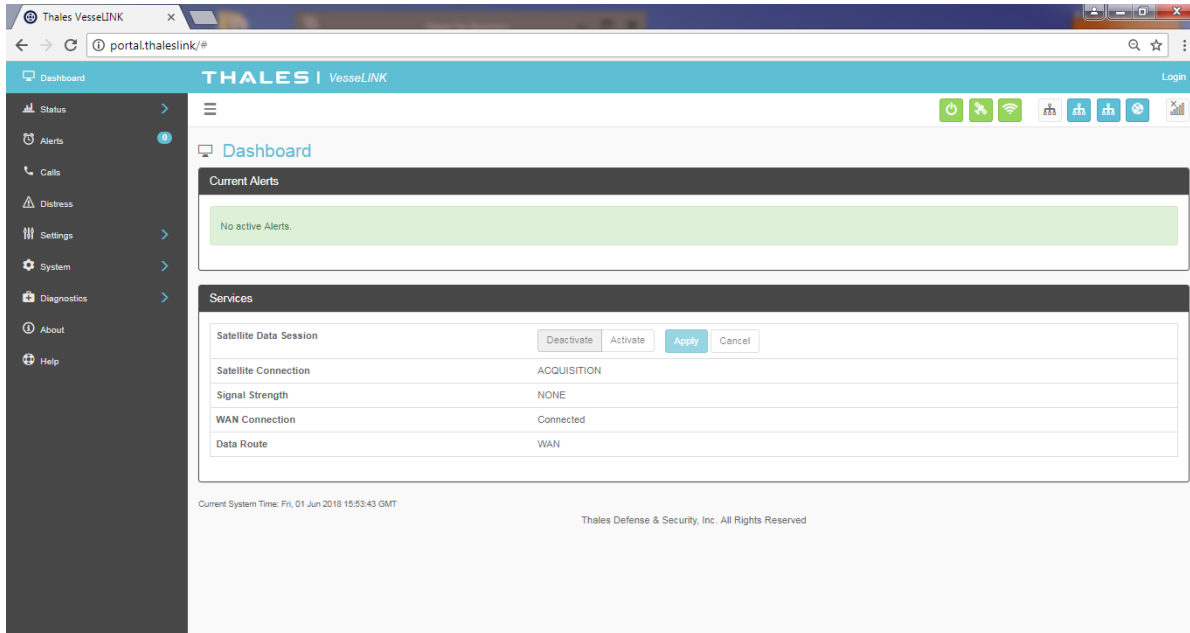 Thales VesselINK
portal.thaleslink/#
Dashboard
THALES | VesseLINK
Login
Status
Alerts 0
Calls
Distress
Settings
System
Diagnostics
About
Help
Dashboard
Current Alerts
No active Alerts.
Services
Satellite Data Session Deactivate Activate Apply Cancel
Satellite Connection ACQUISITION
Signal Strength NONE
WAN Connection Connected
Data Route WAN
Current System Time: Fri, 01 Jun 2018 15:53:43 GMT
Thales Defense & Security, Inc. All Rights Reserved